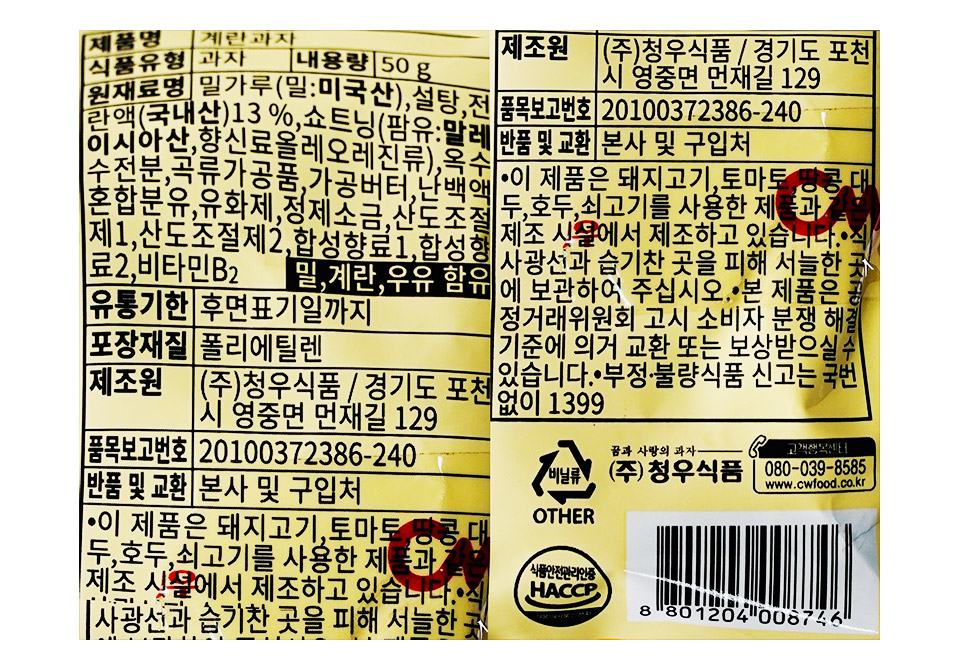 제품명 계란과자
식품유형 과자 내용량 50 g
원재료명 밀가루(밀:미국산),설탕,전
란액(국내산)13 %,쇼트닝(팜유:말레
이시아산,향신료올레오레진류),옥수
수전분,곡류가공품,가공버터,난백액
혼합분유,유화제,정제소금,산도조절
제1,산도조절제2,합성향료1,합성향
료2,비타민B2 밀,계란,우유 함유
유통기한 후면표기일까지
포장재질 폴리에틸렌
제조원 (주)청우식품 / 경기도 포천
시 영중면 먼재길 129
품목보고번호 20100372386-240
반품 및 교환 본사 및 구입처
•이 제품은 돼지고기,토마토,땅콩 대
두,호두,쇠고기를 사용한 제품과 같은
제조 시설에서 제조하고 있습니다.•직
사광선과 습기찬 곳을 피해 서늘한 곳
제조원 (주)청우식품 / 경기도 포천
시 영중면 먼재길 129
품목보고번호 20100372386-240
반품 및 교환 본사 및 구입처
•이 제품은 돼지고기,토마토,땅콩 대
두,호두,쇠고기를 사용한 제품과 같은
제조 시설에서 제조하고 있습니다.•직
사광선과 습기찬 곳을 피해 서늘한 곳
에 보관하여 주십시오.•본 제품은 공
정거래위원회 고시 소비자 분쟁 해결
기준에 의거 교환 또는 보상받으실수
있습니다.•부정·불량식품 신고는 국번
없이 1399
비닐류
OTHER
꿈과 사랑의 과자
(주)청우식품
고객행복센터
080-039-8585
www.cwfood.co.kr
식품안전관리인증
HACCP
8 801204 008746